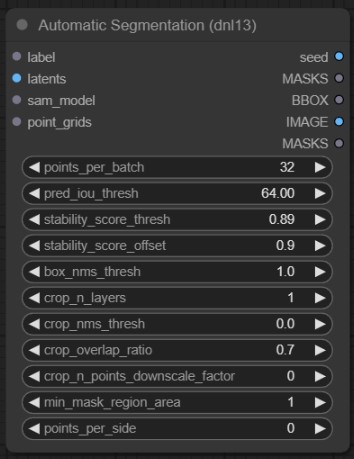 Automatic Segmentation (dnl13)
label seed
latents MASKS
sam_model BBOX
point_grids IMAGE
MASKS
points_per_batch 32
pred_iou_thresh 64.00
stability_score_thresh 0.89
stability_score_offset 0.9
box_nms_thresh 1.0
crop_n_layers 1
crop_nms_thresh 0.0
crop_overlap_ratio 0.7
crop_n_points_downscale_factor 0
min_mask_region_area 1
points_per_side 0